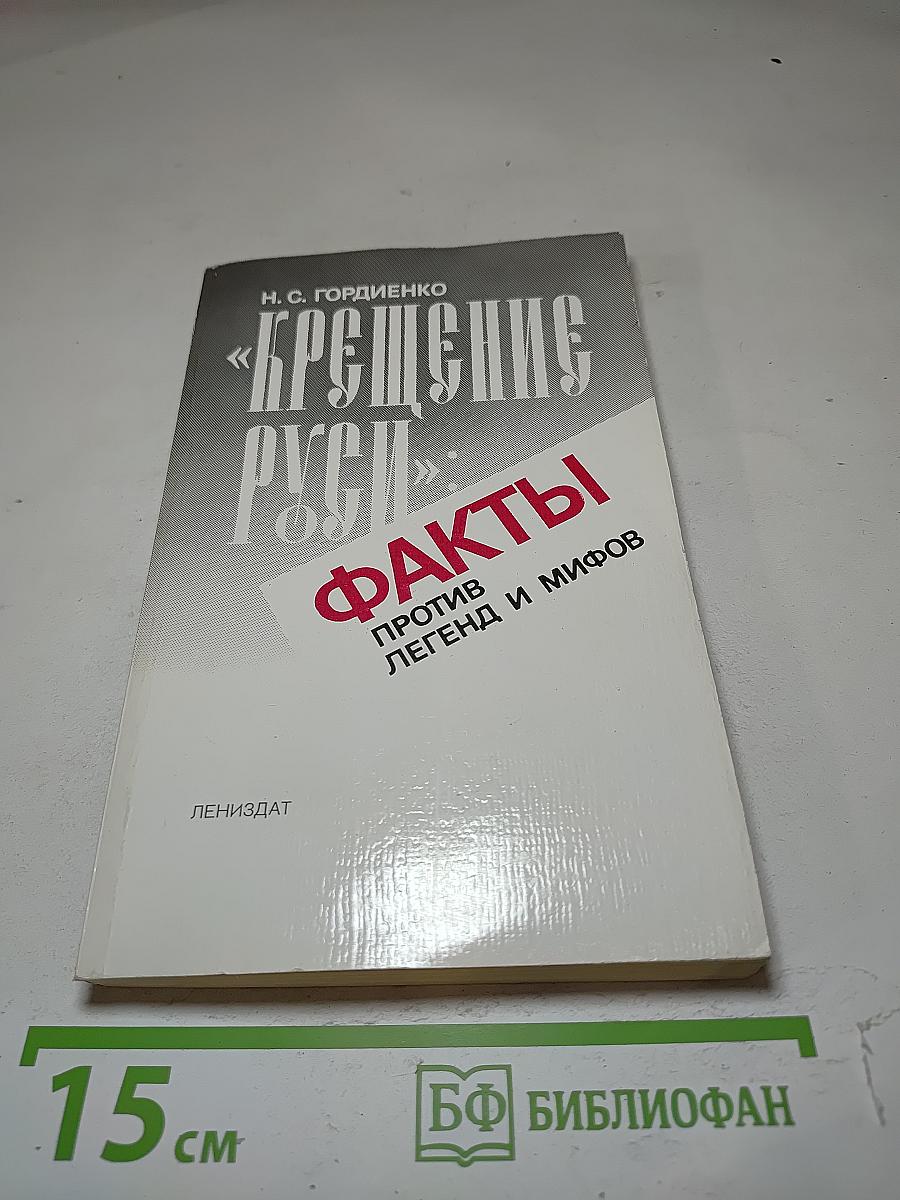 Н. С. ГОРДИЕНКО
«КРЕЩЕНИЕ
РУСИ»:
ФАКТЫ
ПРОТИВ
ЛЕГЕНД И МИФОВ
ЛЕНИЗДАТ
15 см
БФ БИБЛИОФАН